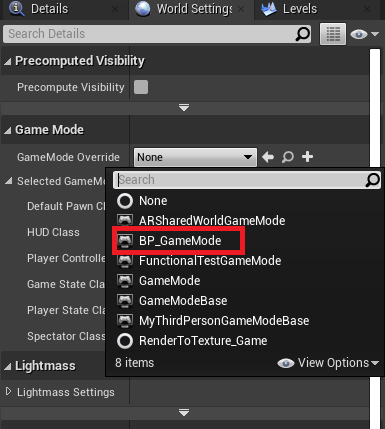 Details World Settings Levels
Search Details
Precomputed Visibility
Precompute Visibility
Game Mode
GameMode Override None
Selected GameMo
Search
None
Default Pawn Cl
ARSharedWorldGameMode
HUD Class
BP_GameMode
Player Controlle
FunctionalTestGameMode
Game State Clas
GameMode
Player State Cla
GameModeBase
Spectator Class
MyThirdPersonGameModeBase
RenderToTexture_Game
Lightmass
8 items View Options
Lightmass Settings